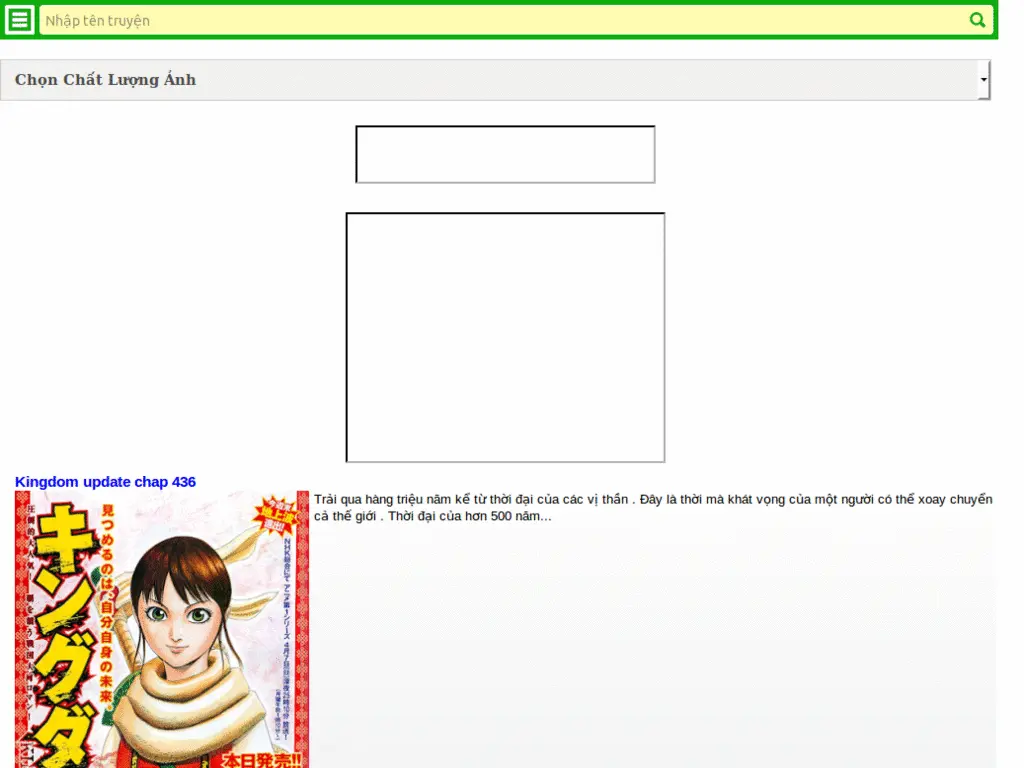 Nhập tên truyện
Chọn Chất Lượng Ảnh
Kingdom update chap 436
Trải qua hàng triệu năm kể từ thời đại của các vị thần . Đây là thời mà khát vọng của một người có thể xoay chuyển
cả thế giới . Thời đại của hơn 500 năm...
キングダ
見つめるのは、自分自身の未来。
本日発売!!